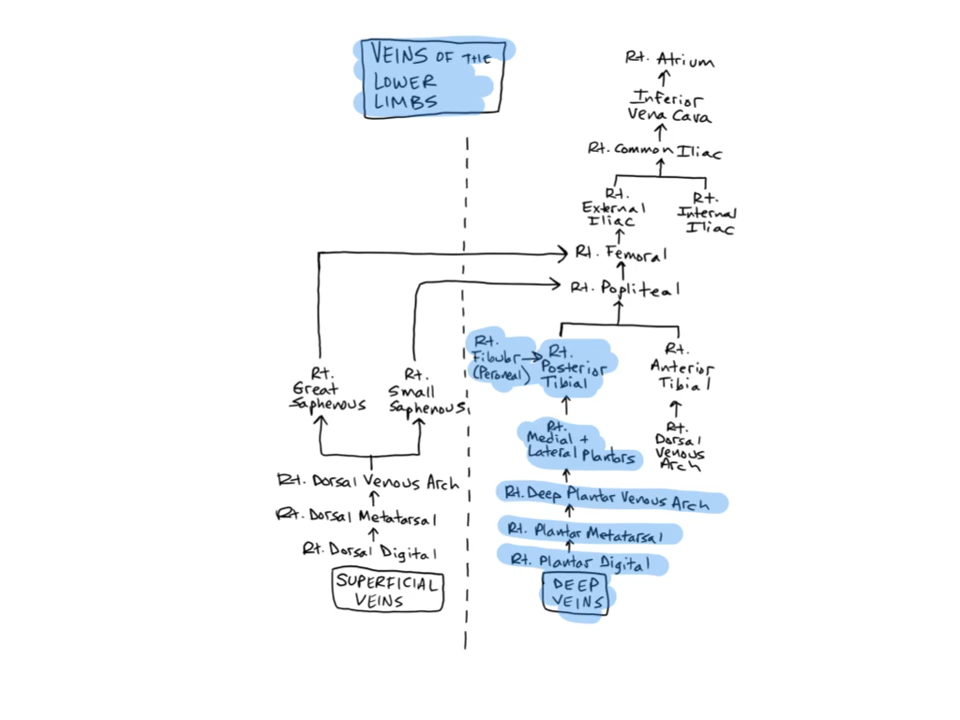 VEINS OF THE
LOWER
LIMBS
Rt. Atrium
Inferior
Vena Cava
Rt. Common Iliac
Rt.
External
Iliac
Rt.
Internal
Iliac
Rt. Femoral
Rt. Popliteal
Rt.
Fibular
(Peroneal)
Rt.
Posterior
Tibial
Rt.
Anterior
Tibial
Rt.
Great
Saphenous
Rt.
Small
Saphenous
Rt.
Medial +
Lateral Plantars
Rt.
Dorsal
Venous
Arch
Rt. Dorsal Venous Arch
Rt. Dorsal Metatarsal
Rt. Dorsal Digital
SUPERFICIAL
VEINS
Rt. Deep Plantar Venous Arch
Rt. Plantar Metatarsal
Rt. Plantar Digital
DEEP
VEINS